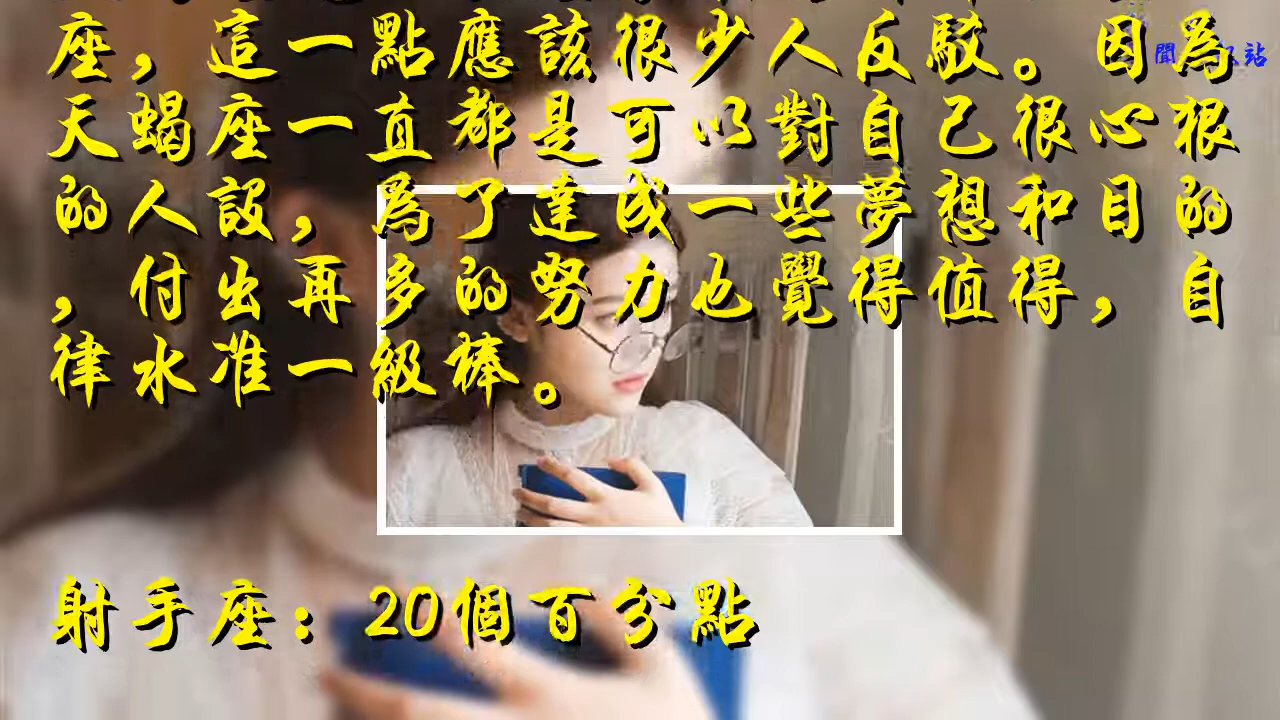 座，這一點應該很少人反駁。因為
天蝎座一直都是可以對自己很心狠
的人設，為了達成一些夢想和目的
，付出再多的努力也覺得值得，自
律水准一級棒。
射手座：20個百分點